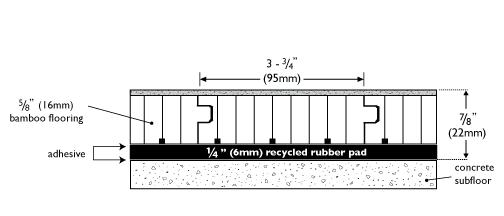 3 - ¾"
(95mm)
⅝" (16mm)
bamboo flooring
⅞"
(22mm)
adhesive
¼" (6mm) recycled rubber pad
concrete
subfloor